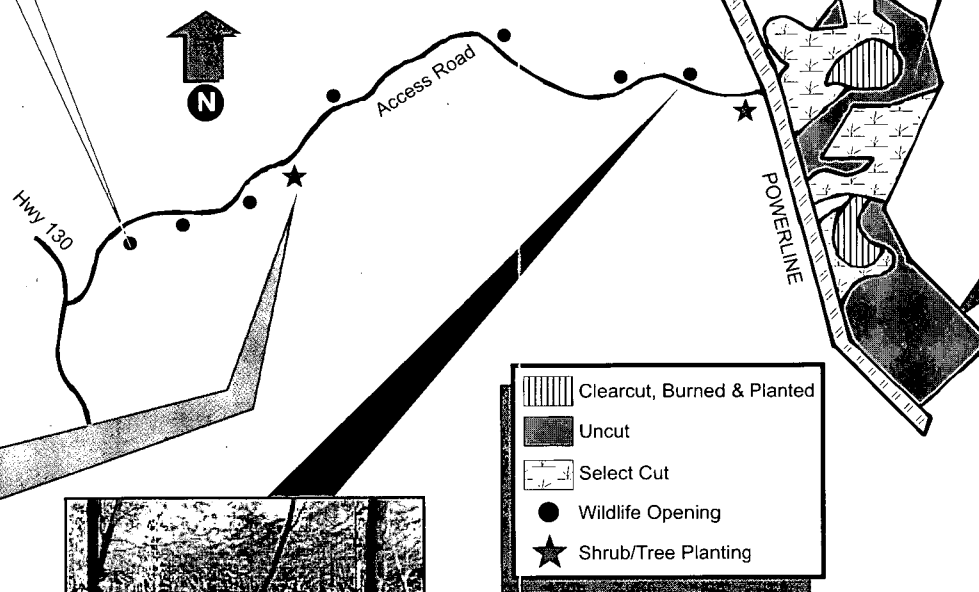 N
Access Road
Hwy 130
POWERLINE
Clearcut, Burned & Planted
Uncut
Select Cut
Wildlife Opening
Shrub/Tree Planting